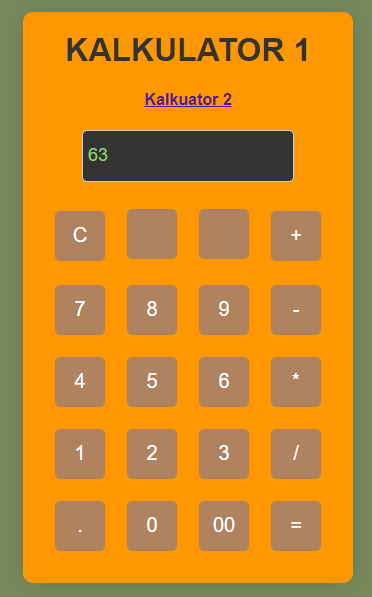 KALKULATOR 1
Kalkuator 2
63
C +
7 8 9 -
4 5 6 *
1 2 3 /
. 0 00 =